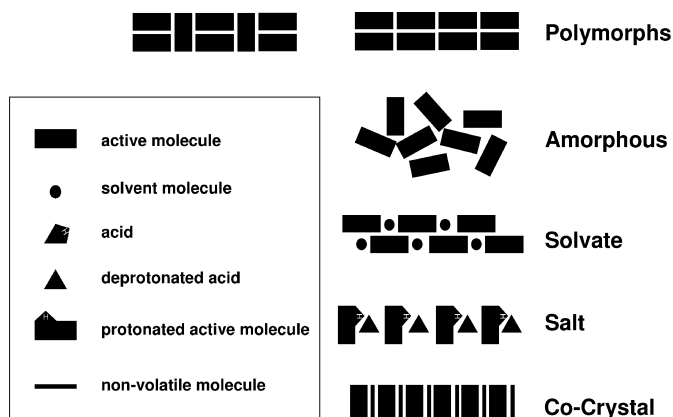 Polymorphs
active molecule
Amorphous
solvent molecule
acid
H
Solvate
deprotonated acid
H
protonated active molecule
H H H H
Salt
non-volatile molecule
Co-Crystal